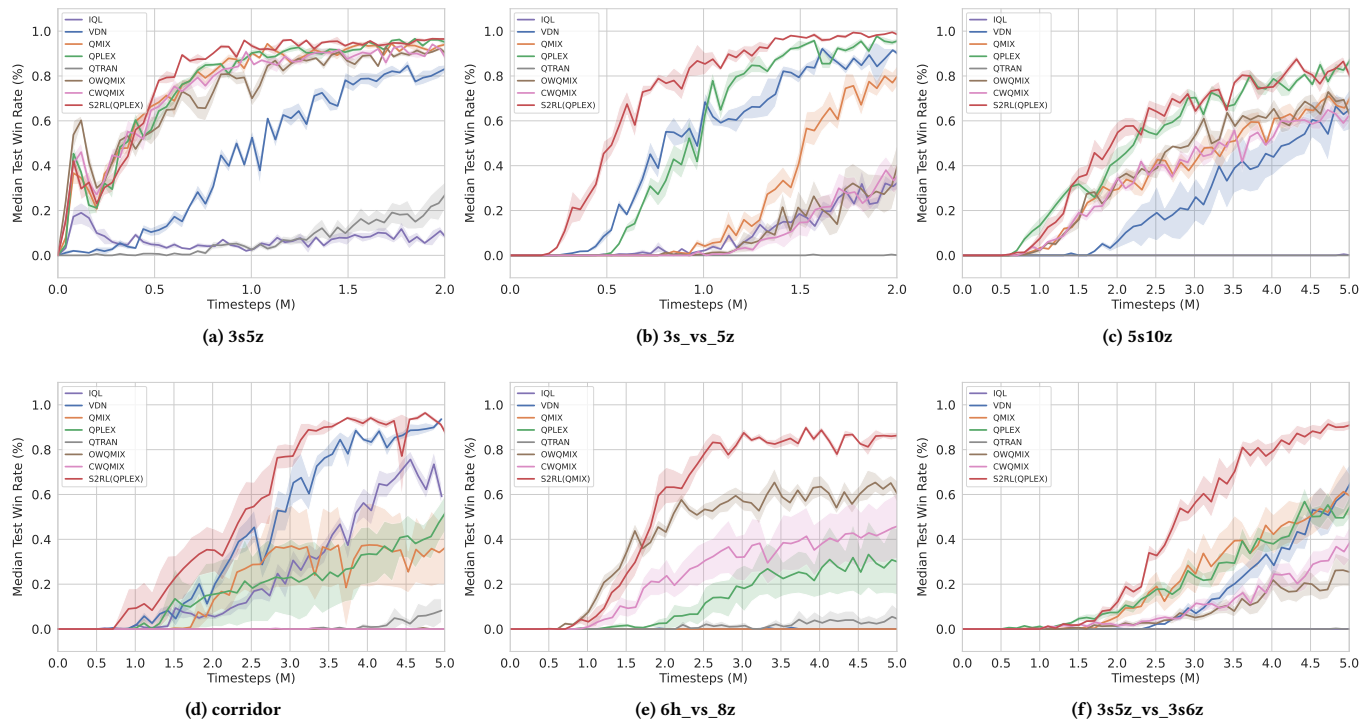 1.0
0.8
0.6
0.4
0.2
0.0
Median Test Win Rate (%)
IQL
VDN
QMIX
QPLEX
QTRAN
OWQMIX
CWQMIX
S2RL(QPLEX)
0.0 0.5 1.0 1.5 2.0
Timesteps (M)
(a) 3s5z
1.0
0.8
0.6
0.4
0.2
0.0
Median Test Win Rate (%)
IQL
VDN
QMIX
QPLEX
QTRAN
OWQMIX
CWQMIX
S2RL(QPLEX)
0.0 0.5 1.0 1.5 2.0
Timesteps (M)
(b) 3s_vs_5z
1.0
0.8
0.6
0.4
0.2
0.0
Median Test Win Rate (%)
IQL
VDN
QMIX
QPLEX
QTRAN
OWQMIX
CWQMIX
S2RL(QPLEX)
0.0 0.5 1.0 1.5 2.0 2.5 3.0 3.5 4.0 4.5 5.0
Timesteps (M)
(c) 5s10z
1.0
0.8
0.6
0.4
0.2
0.0
Median Test Win Rate (%)
IQL
VDN
QMIX
QPLEX
QTRAN
OWQMIX
CWQMIX
S2RL(QPLEX)
0.0 0.5 1.0 1.5 2.0 2.5 3.0 3.5 4.0 4.5 5.0
Timesteps (M)
(d) corridor
1.0
0.8
0.6
0.4
0.2
0.0
Median Test Win Rate (%)
IQL
VDN
QMIX
QPLEX
QTRAN
OWQMIX
CWQMIX
S2RL(QMIX)
0.0 0.5 1.0 1.5 2.0 2.5 3.0 3.5 4.0 4.5 5.0
Timesteps (M)
(e) 6h_vs_8z
1.0
0.8
0.6
0.4
0.2
0.0
Median Test Win Rate (%)
IQL
VDN
QMIX
QPLEX
QTRAN
OWQMIX
CWQMIX
S2RL(QPLEX)
0.0 0.5 1.0 1.5 2.0 2.5 3.0 3.5 4.0 4.5 5.0
Timesteps (M)
(f) 3s5z_vs_3s6z